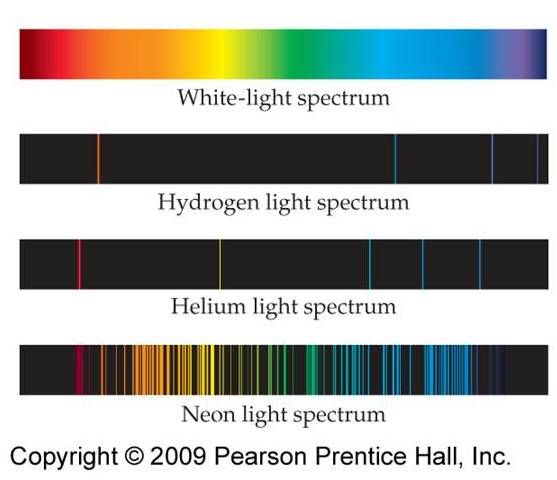 White-light spectrum
Hydrogen light spectrum
Helium light spectrum
Neon light spectrum
Copyright © 2009 Pearson Prentice Hall, Inc.